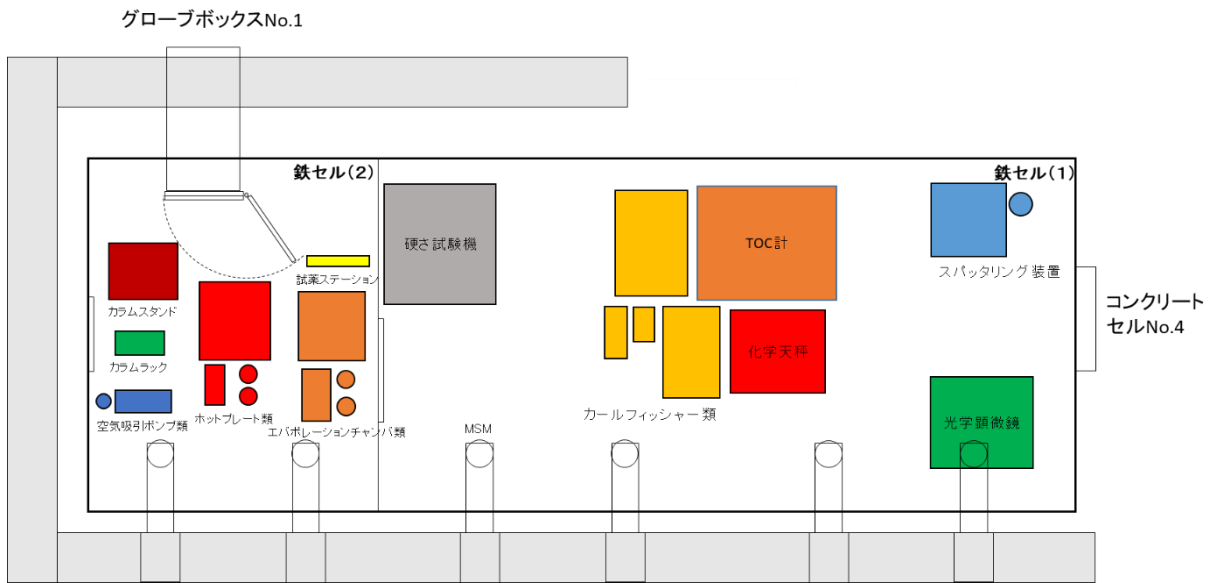 グローブボックスNo.1
鉄セル(2)
鉄セル(1)
硬さ試験機
TOC計
スパッタリング装置
試薬ステーション
カラムスタンド
コンクリート
セルNo.4
化学天秤
カラムラック
ホットプレート類
カールフィッシャー類
光学顕微鏡
空気吸引ポンプ類
エバポレーションチャンバ類
MSM